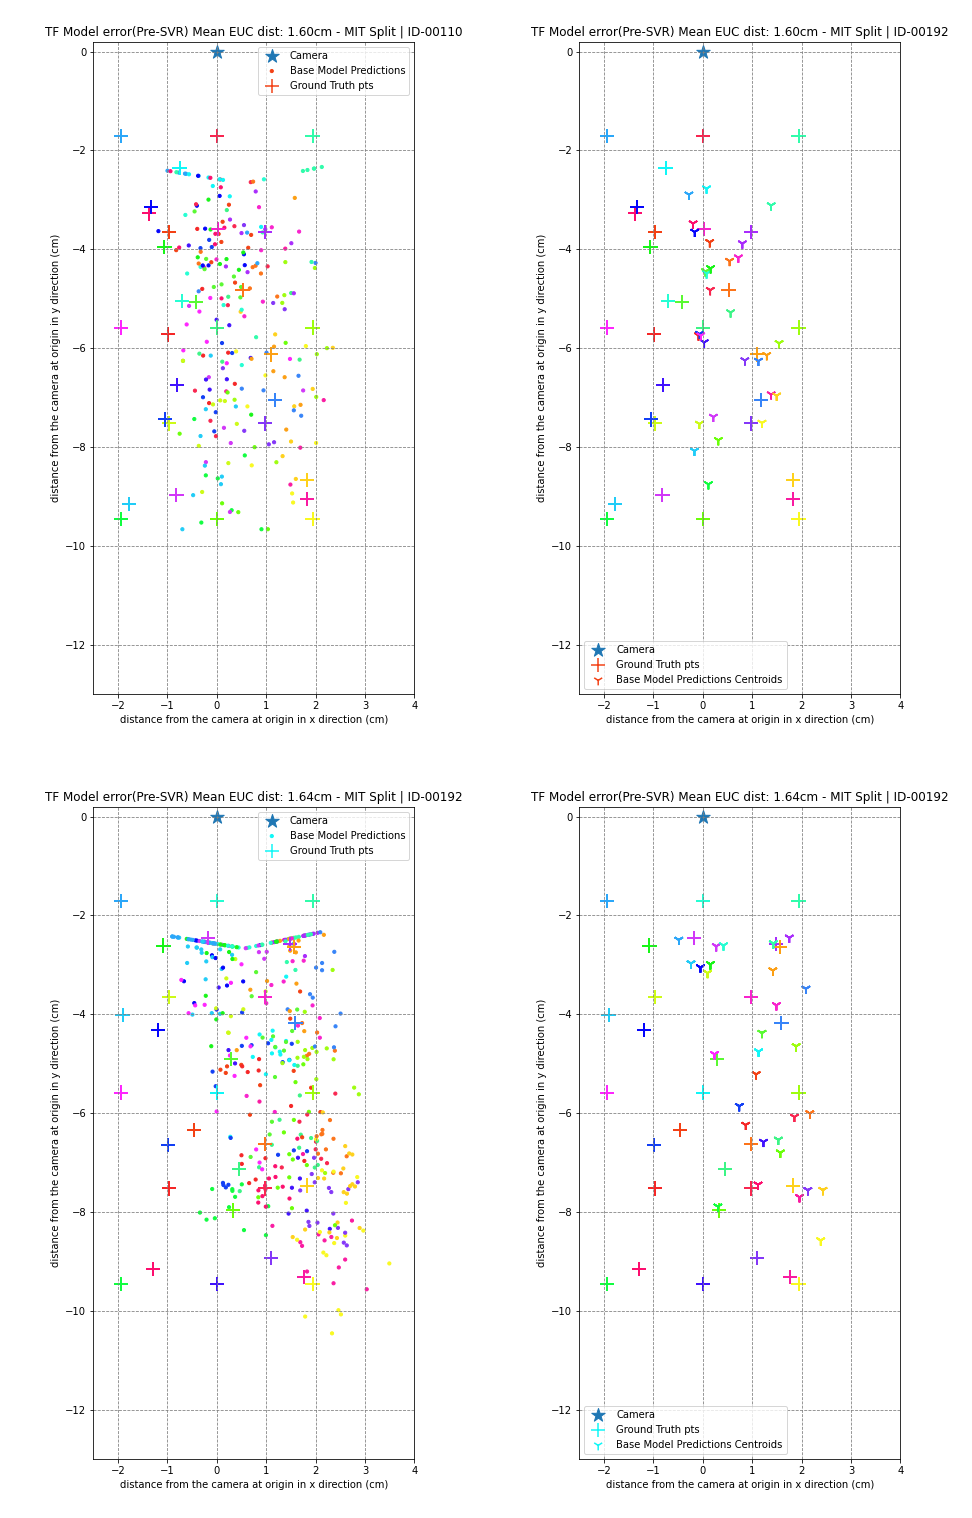 TF Model error(Pre-SVR) Mean EUC dist: 1.60cm - MIT Split | ID-00110
Camera
Base Model Predictions
Ground Truth pts
0
−2
−4
−6
−8
−10
−12
distance from the camera at origin in y direction (cm)
−2 −1 0 1 2 3 4
distance from the camera at origin in x direction (cm)
TF Model error(Pre-SVR) Mean EUC dist: 1.60cm - MIT Split | ID-00192
0
−2
−4
−6
−8
−10
−12
distance from the camera at origin in y direction (cm)
Camera
Ground Truth pts
Base Model Predictions Centroids
−2 −1 0 1 2 3 4
distance from the camera at origin in x direction (cm)
TF Model error(Pre-SVR) Mean EUC dist: 1.64cm - MIT Split | ID-00192
Camera
Base Model Predictions
Ground Truth pts
0
−2
−4
−6
−8
−10
−12
distance from the camera at origin in y direction (cm)
−2 −1 0 1 2 3 4
distance from the camera at origin in x direction (cm)
TF Model error(Pre-SVR) Mean EUC dist: 1.64cm - MIT Split | ID-00192
0
−2
−4
−6
−8
−10
−12
distance from the camera at origin in y direction (cm)
Camera
Ground Truth pts
Base Model Predictions Centroids
−2 −1 0 1 2 3 4
distance from the camera at origin in x direction (cm)